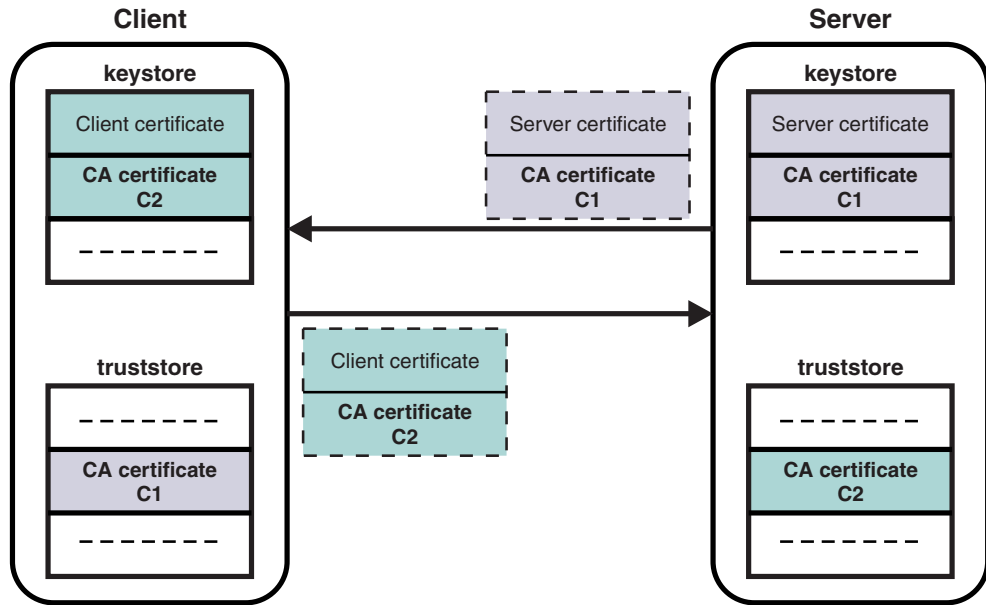 Client
keystore
Client certificate
CA certificate
C2
truststore
CA certificate
C1
Server certificate
CA certificate
C1
Client certificate
CA certificate
C2
Server
keystore
Server certificate
CA certificate
C1
truststore
CA certificate
C2